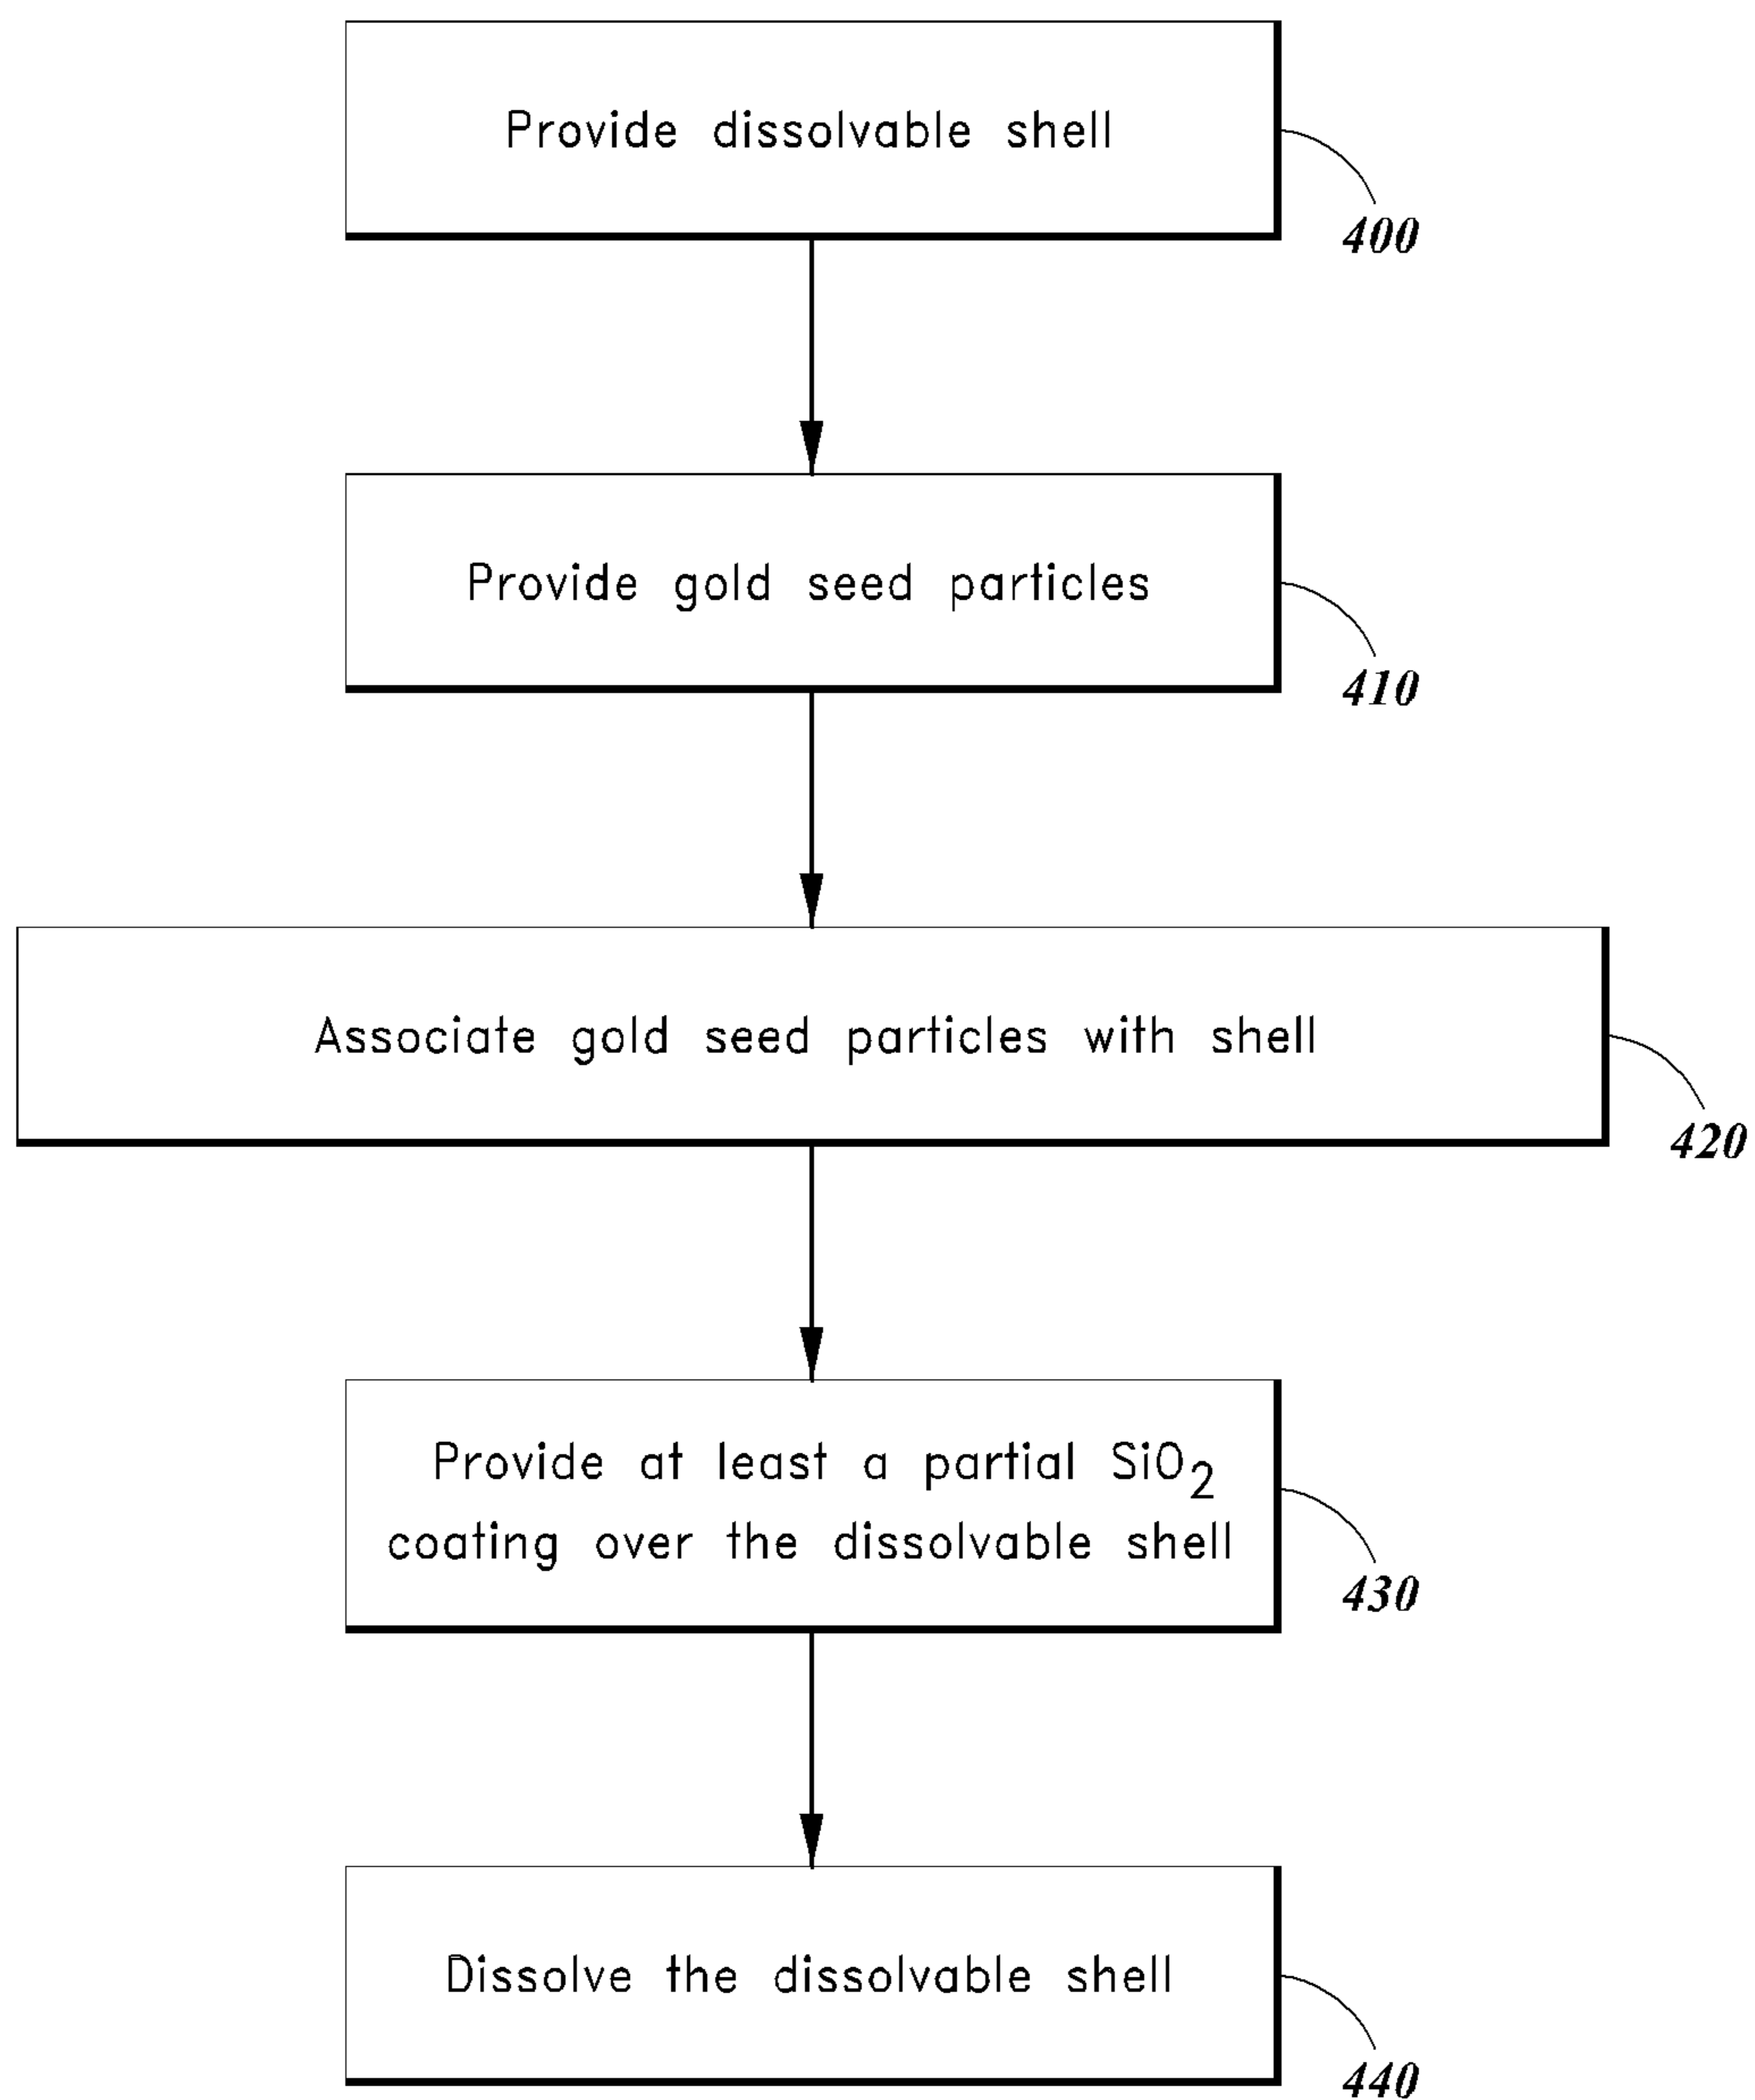 Provide dissolvable shell
400
Provide gold seed particles
410
Associate gold seed particles with shell
420
Provide at least a partial SiO₂
coating over the dissolvable shell
430
Dissolve the dissolvable shell
440